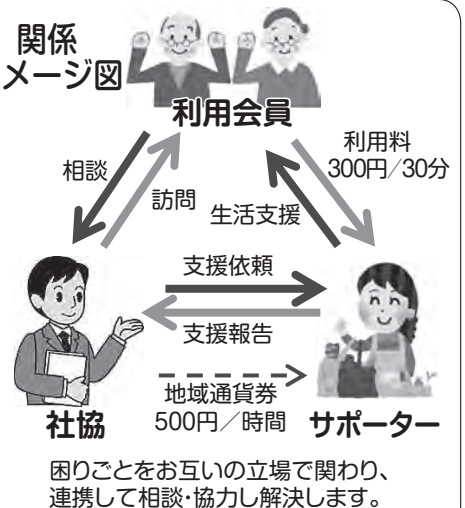 関係
メージ図
利用会員
相談
訪問
生活支援
利用料
300円/30分
支援依頼
支援報告
地域通貨券
500円/時間
社協
サポーター
困りごとをお互いの立場で関わり、
連携して相談・協力し解決します。